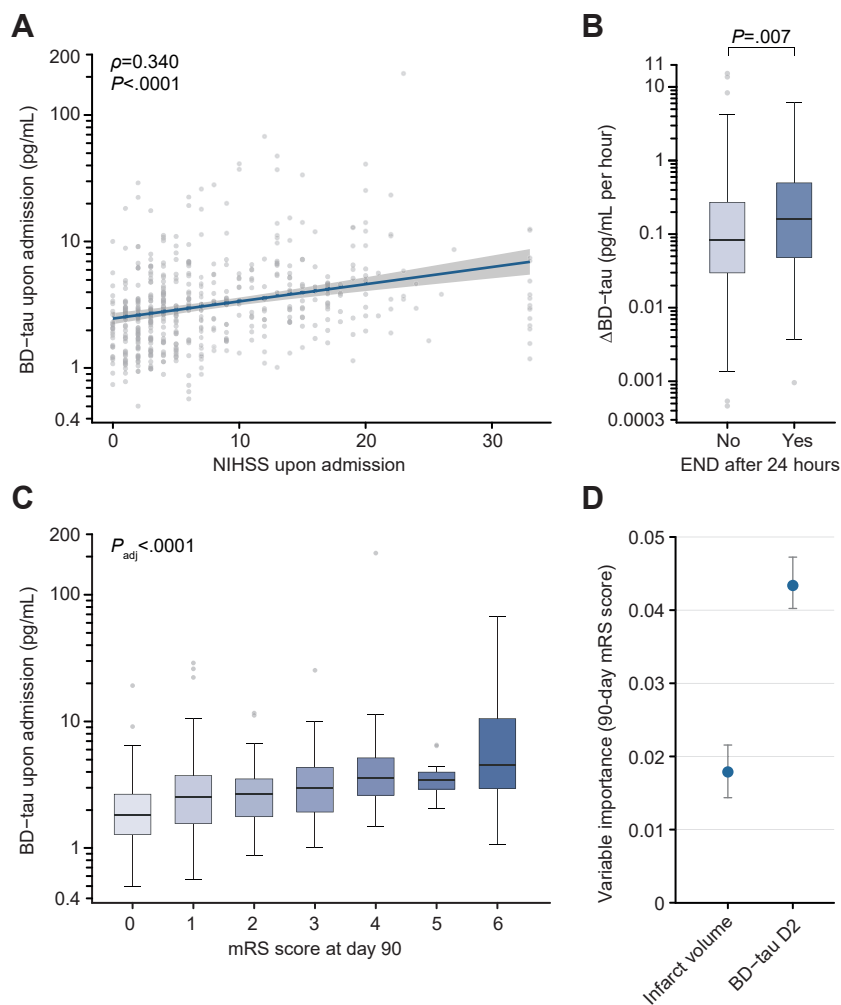 A
ρ=0.340
P<.0001
BD−tau upon admission (pg/mL)
200
100
10
1
0.4
0
10
20
30
NIHSS upon admission
B
P=.007
ΔBD−tau (pg/mL per hour)
11
10
1
0.1
0.01
0.001
0.0003
No
Yes
END after 24 hours
C
Padj<.0001
BD−tau upon admission (pg/mL)
200
100
10
1
0.4
0
1
2
3
4
5
6
mRS score at day 90
D
Variable importance (90-day mRS score)
0.05
0.04
0.03
0.02
0.01
0
Infarct volume
BD−tau D2